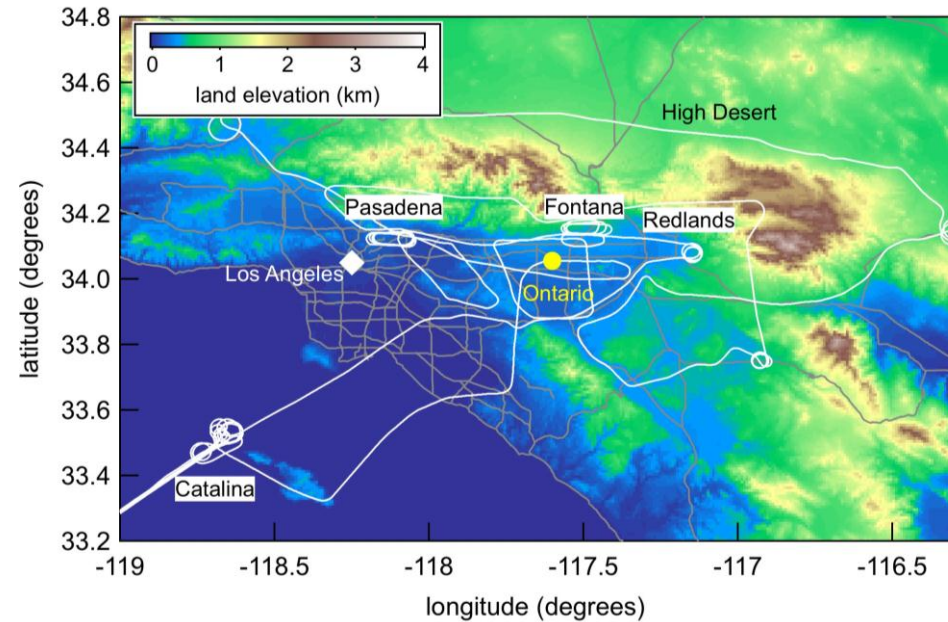 34.8
34.6
34.4
34.2
34.0
33.8
33.6
33.4
33.2
latitude (degrees)
0 1 2 3 4
land elevation (km)
High Desert
Pasadena
Fontana
Redlands
Los Angeles
Ontario
Catalina
-119 -118.5 -118 -117.5 -117 -116.5
longitude (degrees)